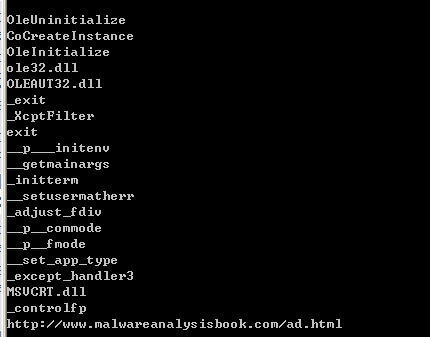 OleUninitialize
CoCreateInstance
OleInitialize
ole32.dll
OLEAUT32.dll
_exit
_XcptFilter
exit
__p___initenv
__getmainargs
_initterm
__setusermatherr
_adjust_fdiv
__p__commode
__p__fmode
__set_app_type
_except_handler3
MSVCRT.dll
_controlfp
http://www.malwareanalysisbook.com/ad.html